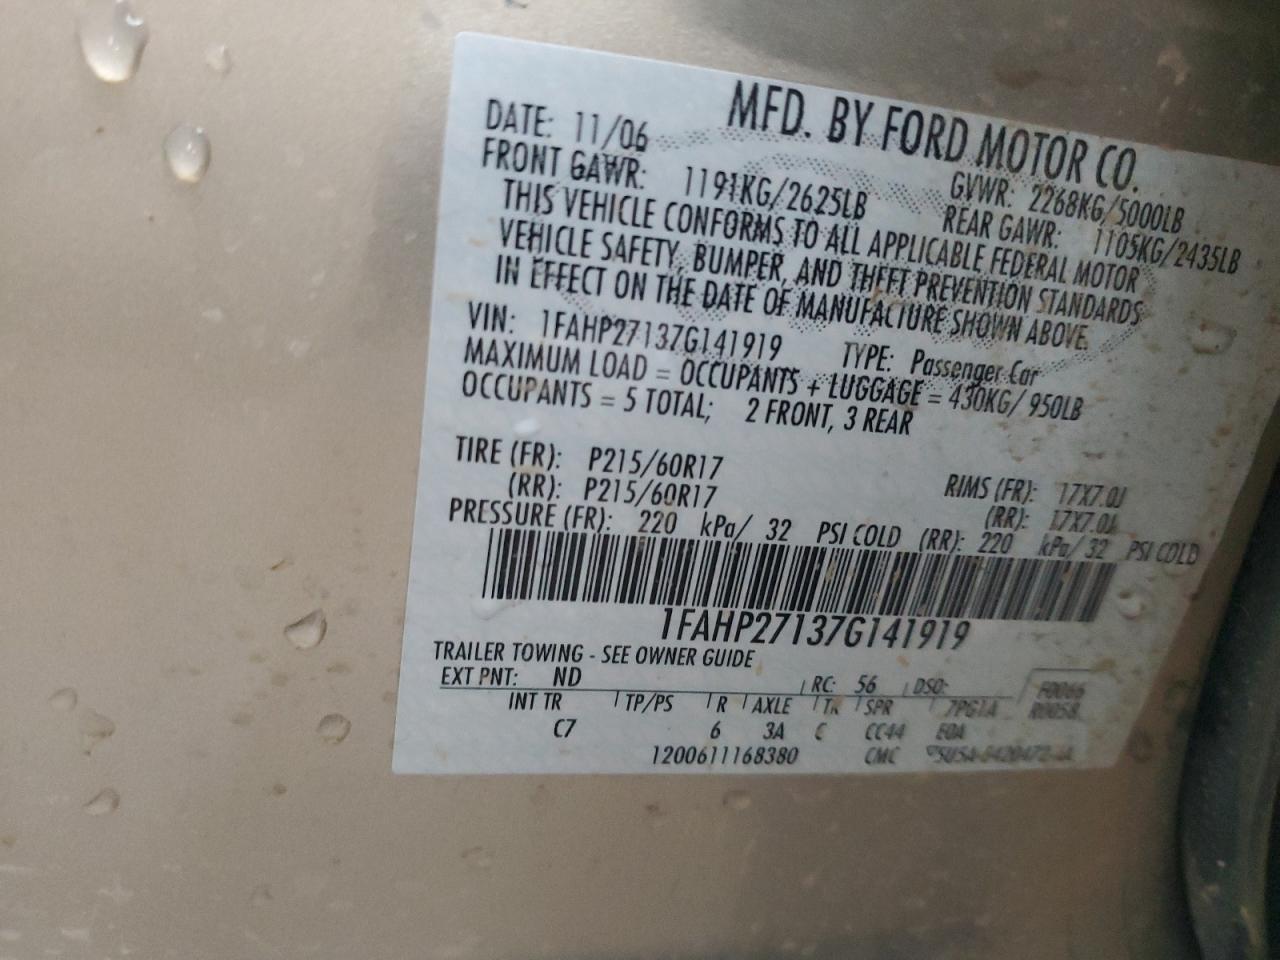 MFD. BY FORD MOTOR CO.
DATE: 11/06 GVWR: 2268KG/5000LB
FRONT GAWR: 1191KG/2625LB REAR GAWR: 1105KG/2435LB
THIS VEHICLE CONFORMS TO ALL APPLICABLE FEDERAL MOTOR
VEHICLE SAFETY, BUMPER, AND THEFT PREVENTION STANDARDS
IN EFFECT ON THE DATE OF MANUFACTURE SHOWN ABOVE.
VIN: 1FAHP27137G141919 TYPE: Passenger Car
MAXIMUM LOAD = OCCUPANTS + LUGGAGE = 430KG/ 950LB
OCCUPANTS = 5 TOTAL; 2 FRONT, 3 REAR
TIRE (FR): P215/60R17 RIMS (FR): 17X7.0J
(RR): P215/60R17 (RR): 17X7.0J
PRESSURE (FR): 220 kPa/ 32 PSI COLD (RR): 220 kPa/ 32 PSI COLD
1FAHP27137G141919
TRAILER TOWING - SEE OWNER GUIDE
EXT PNT: ND RC: 56 DSO: F0066
INT TR TP/PS R AXLE TR SPR 7PG1A R0058
C7 6 3A C CC44 E0A
1200611168380 CMC